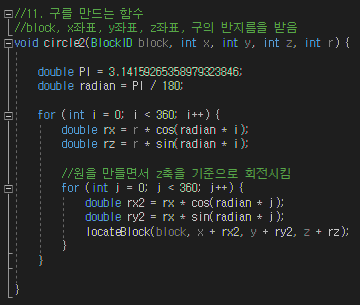 //11. 구를 만드는 함수
//block, x좌표, y좌표, z좌표, 구의 반지름을 받음
void circle2(BlockID block, int x, int y, int z, int r) {
double PI = 3.14159265358979323846;
double radian = PI / 180;
for (int i = 0; i < 360; i++) {
double rx = r * cos(radian * i);
double rz = r * sin(radian * i);
//원을 만들면서 z축을 기준으로 회전시킴
for (int j = 0; j < 360; j++) {
double rx2 = rx * cos(radian * j);
double ry2 = rx * sin(radian * j);
locateBlock(block, x + rx2, y + ry2, z + rz);
}
}
}